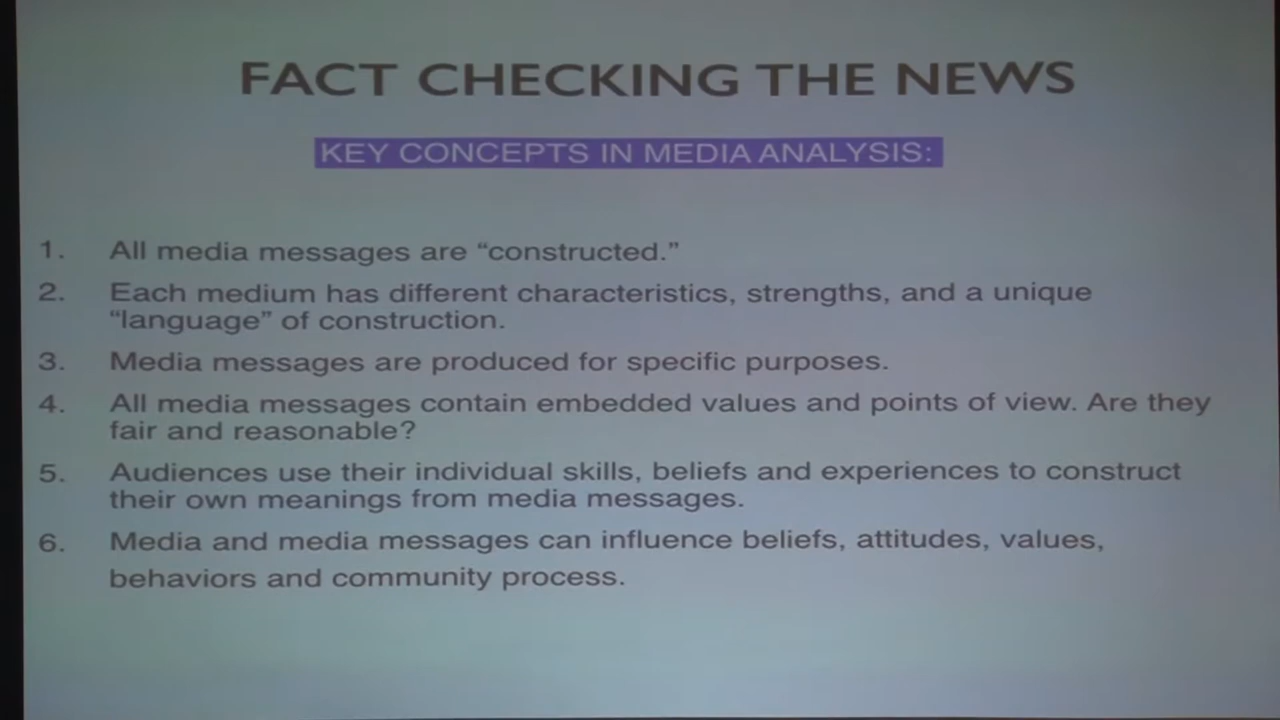 FACT CHECKING THE NEWS
KEY CONCEPTS IN MEDIA ANALYSIS:
1. All media messages are “constructed.”
2. Each medium has different characteristics, strengths, and a unique
“language” of construction.
3. Media messages are produced for specific purposes.
4. All media messages contain embedded values and points of view. Are they
fair and reasonable?
5. Audiences use their individual skills, beliefs and experiences to construct
their own meanings from media messages.
6. Media and media messages can influence beliefs, attitudes, values,
behaviors and community process.